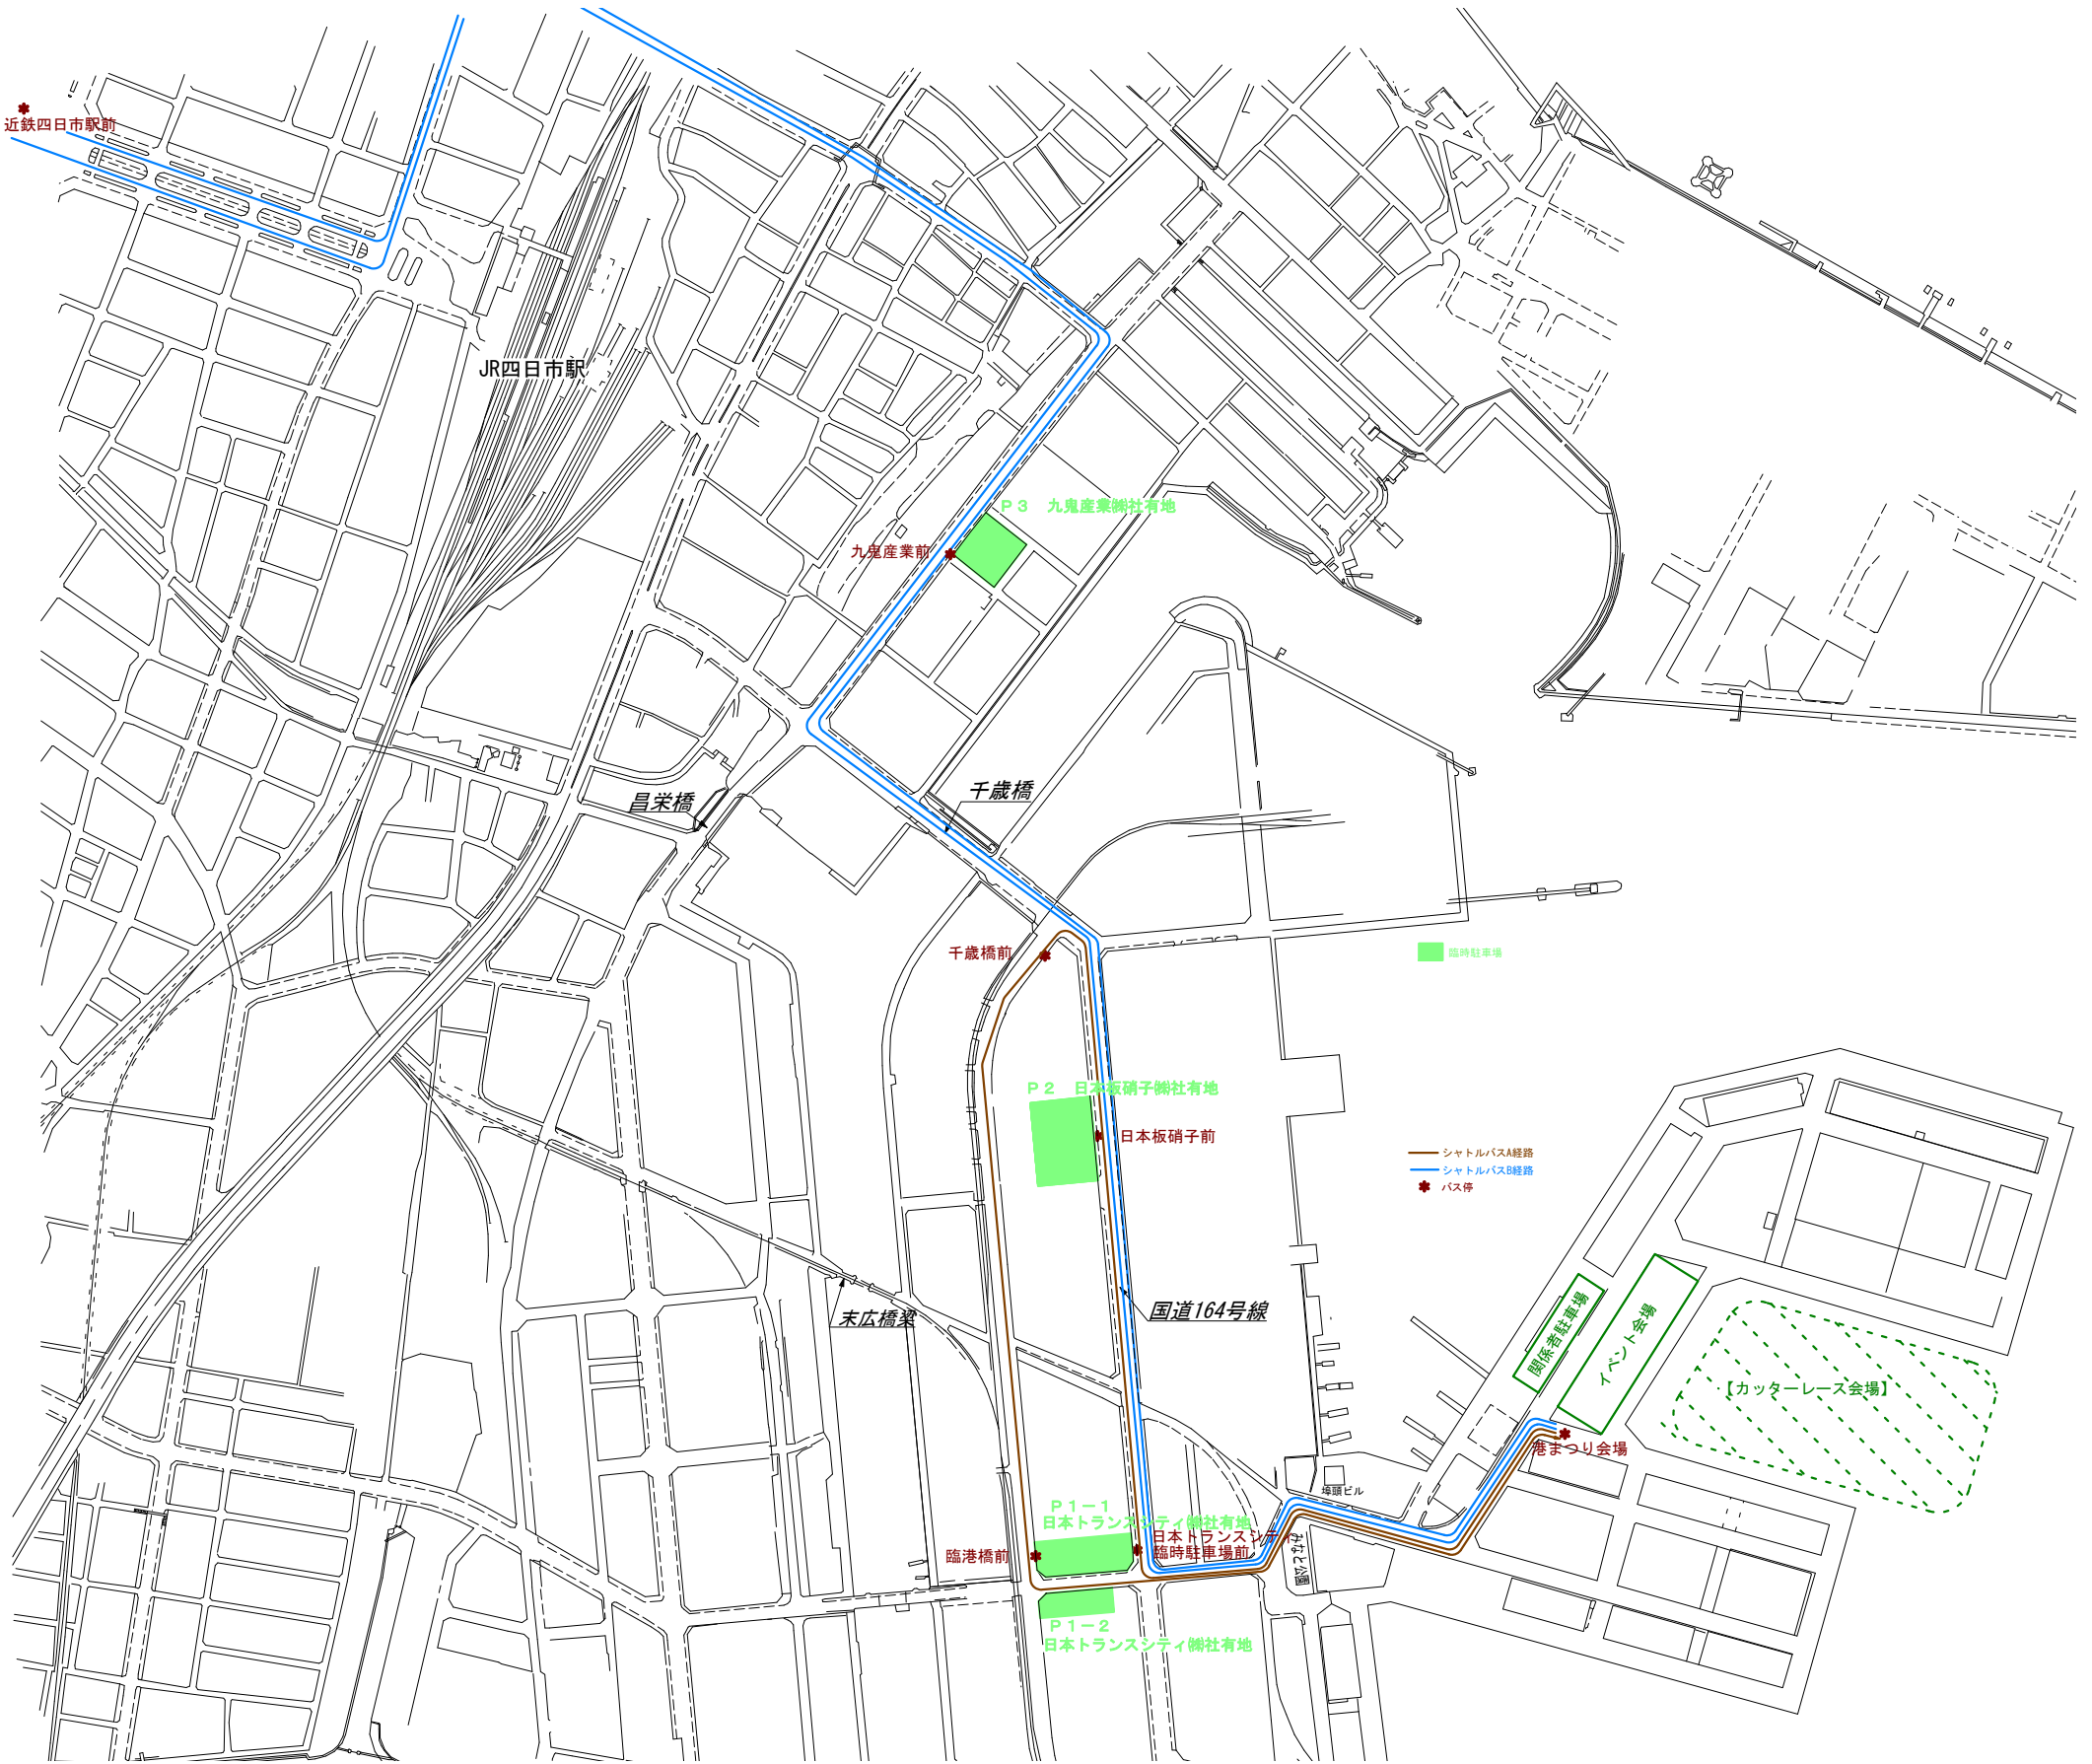 近鉄四日市駅前
JR四日市駅
P3 九鬼産業㈱社有地
九鬼産業前
千歳橋
昌栄橋
千歳橋前
臨時駐車場
P2 日本板硝子㈱社有地
日本板硝子前
シャトルバスA経路
シャトルバスB経路
バス停
国道164号線
末広橋梁
関係者駐車場
イベント会場
【カッターレース会場】
港まつり会場
埠頭ビル
P1-1
日本トランスシティ㈱社有地
日本トランスシティ
臨時駐車場前
臨港橋前
みなと公園
P1-2
日本トランスシティ㈱社有地